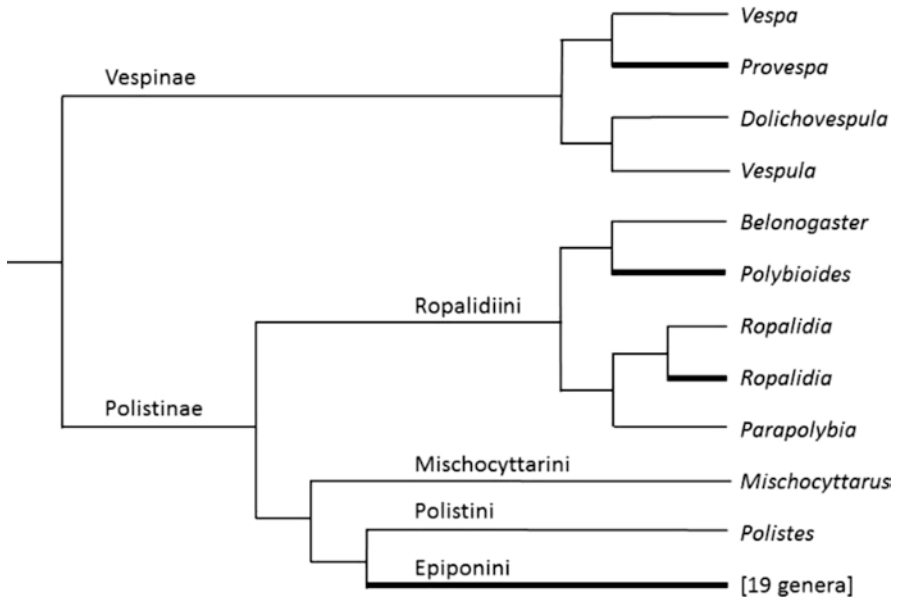 Vespa
Provespa
Vespinae
Dolichovespula
Vespula
Belonogaster
Polybioides
Ropalidiini
Ropalidia
Ropalidia
Polistinae
Parapolybia
Mischocyttarini
Mischocyttarus
Polistini
Polistes
Epiponini
[19 genera]